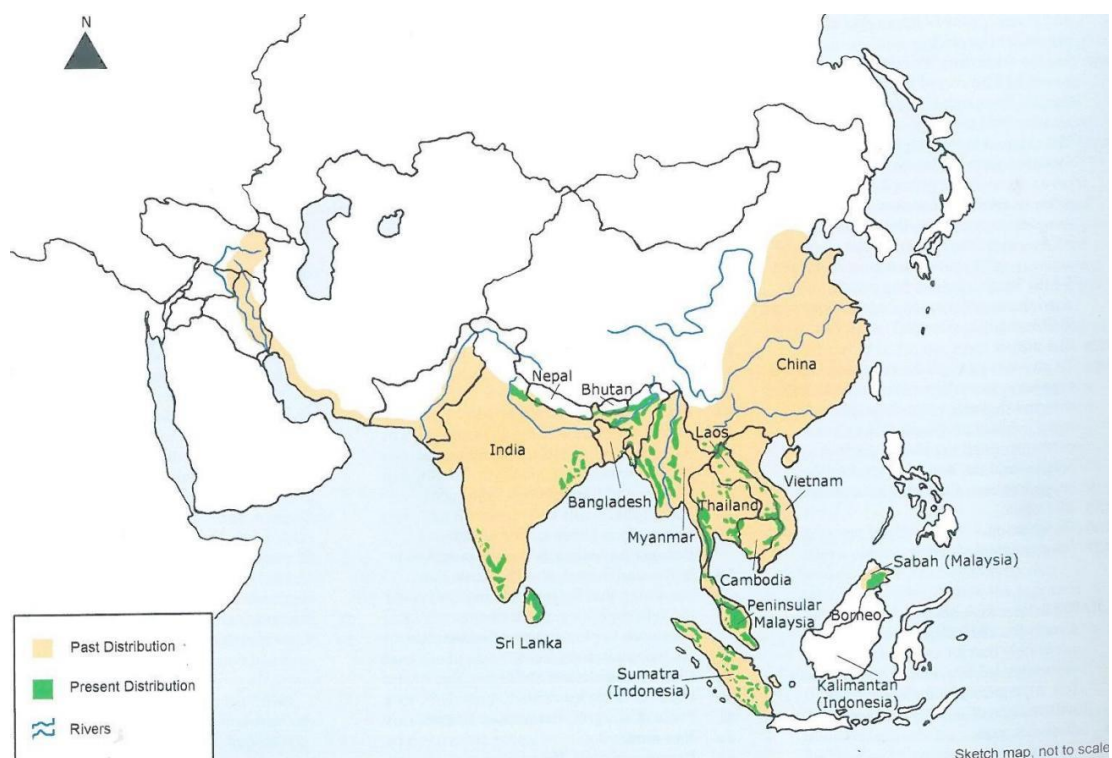 N
China
Nepal
Bhutan
India
Laos
Bangladesh
Thailand
Vietnam
Myanmar
Cambodia
Sabah (Malaysia)
Peninsular
Malaysia
Borneo
Sri Lanka
Sumatra
(Indonesia)
Kalimantan
(Indonesia)
Past Distribution
Present Distribution
Rivers
Sketch map, not to scale